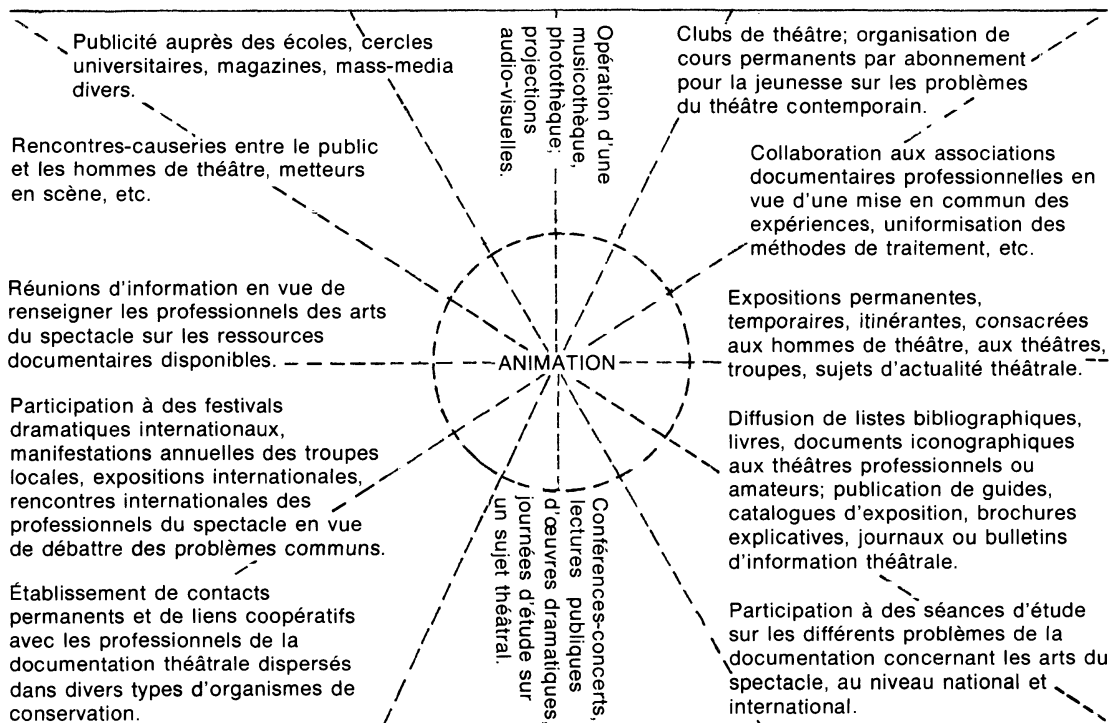 Publicité auprès des écoles, cercles
universitaires, magazines, mass-media
divers.
Rencontres-causeries entre le public
et les hommes de théâtre, metteurs
en scène, etc.
Réunions d'information en vue de
renseigner les professionnels des arts
du spectacle sur les ressources
documentaires disponibles.
Participation à des festivals
dramatiques internationaux,
manifestations annuelles des troupes
locales, expositions internationales,
rencontres internationales des
professionnels du spectacle en vue
de débattre des problèmes communs.
Établissement de contacts
permanents et de liens coopératifs
avec les professionnels de la
documentation théâtrale dispersés
dans divers types d'organismes de
conservation.
Opération d'une
musicothèque,
photothèque;
projections
audio-visuelles.
ANIMATION
Conférences-concerts,
lectures publiques
d'œuvres dramatiques,
journées d'étude sur
un sujet théâtral.
Clubs de théâtre; organisation de
cours permanents par abonnement
pour la jeunesse sur les problèmes
du théâtre contemporain.
Collaboration aux associations
documentaires professionnelles en
vue d'une mise en commun des
expériences, uniformisation des
méthodes de traitement, etc.
Expositions permanentes,
temporaires, itinérantes, consacrées
aux hommes de théâtre, aux théâtres,
troupes, sujets d'actualité théâtrale.
Diffusion de listes bibliographiques,
livres, documents iconographiques
aux théâtres professionnels ou
amateurs; publication de guides,
catalogues d'exposition, brochures
explicatives, journaux ou bulletins
d'information théâtrale.
Participation à des séances d'étude
sur les différents problèmes de la
documentation concernant les arts du
spectacle, au niveau national et
international.